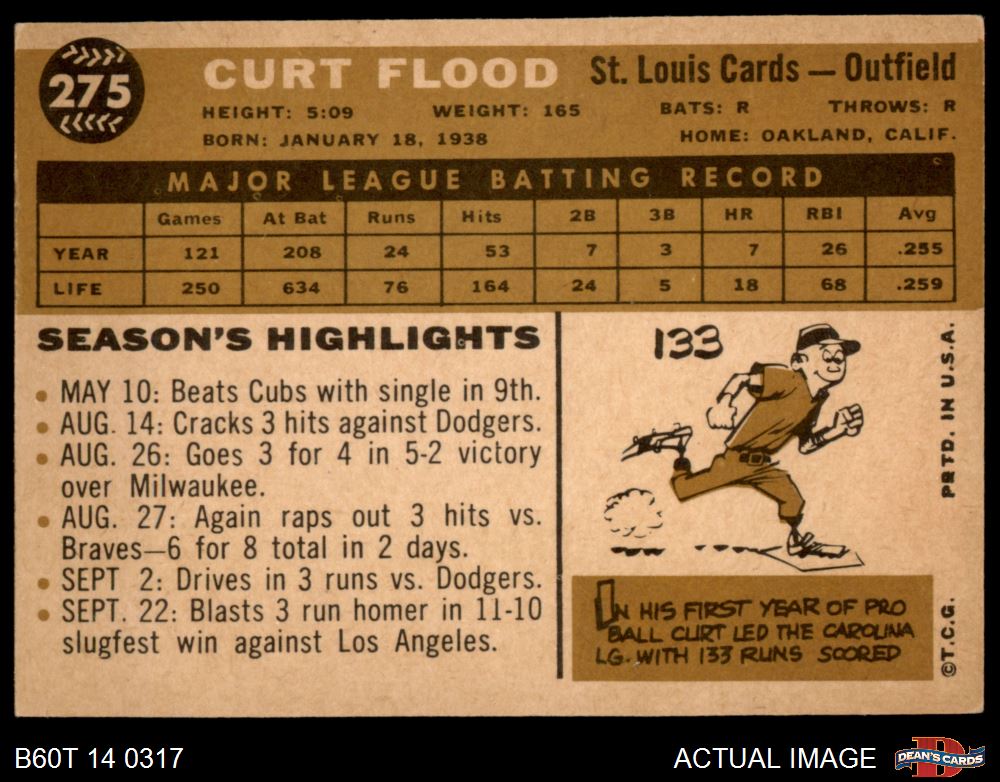 275
CURT FLOOD St. Louis Cards — Outfield
HEIGHT: 5:09 WEIGHT: 165 BATS: R THROWS: R
BORN: JANUARY 18, 1938 HOME: OAKLAND, CALIF.
MAJOR LEAGUE BATTING RECORD
Games At Bat Runs Hits 2B 3B HR RBI Avg
YEAR 121 208 24 53 7 3 7 26 .255
LIFE 250 634 76 164 24 5 18 68 .259
SEASON'S HIGHLIGHTS
• MAY 10: Beats Cubs with single in 9th.
• AUG. 14: Cracks 3 hits against Dodgers.
• AUG. 26: Goes 3 for 4 in 5-2 victory
over Milwaukee.
• AUG. 27: Again raps out 3 hits vs.
Braves—6 for 8 total in 2 days.
• SEPT 2: Drives in 3 runs vs. Dodgers.
• SEPT. 22: Blasts 3 run homer in 11-10
slugfest win against Los Angeles.
133
IN HIS FIRST YEAR OF PRO
BALL CURT LED THE CAROLINA
LG. WITH 133 RUNS SCORED
©T.C.G. PRTD. IN U.S.A.
B60T 14 0317 ACTUAL IMAGE
D
DEAN'S CARDS